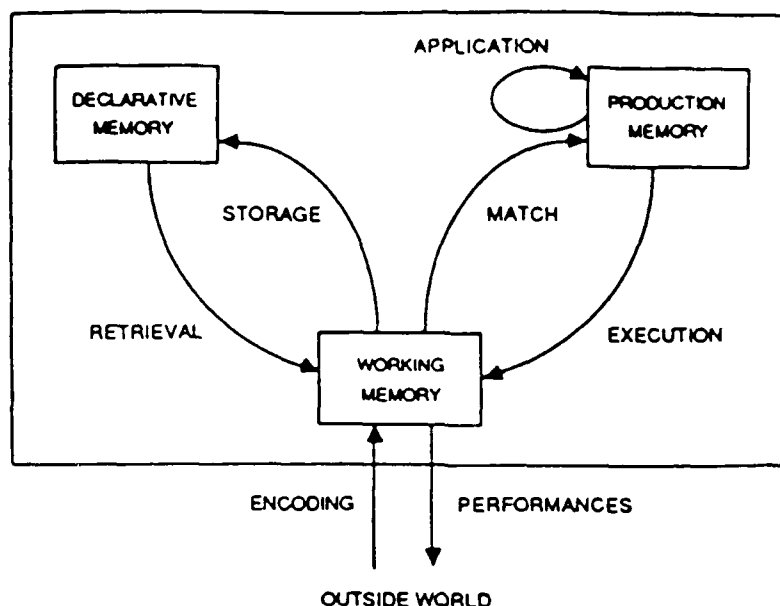 APPLICATION
DECLARATIVE
MEMORY
PRODUCTION
MEMORY
STORAGE
MATCH
RETRIEVAL
EXECUTION
WORKING
MEMORY
ENCODING
PERFORMANCES
OUTSIDE WORLD